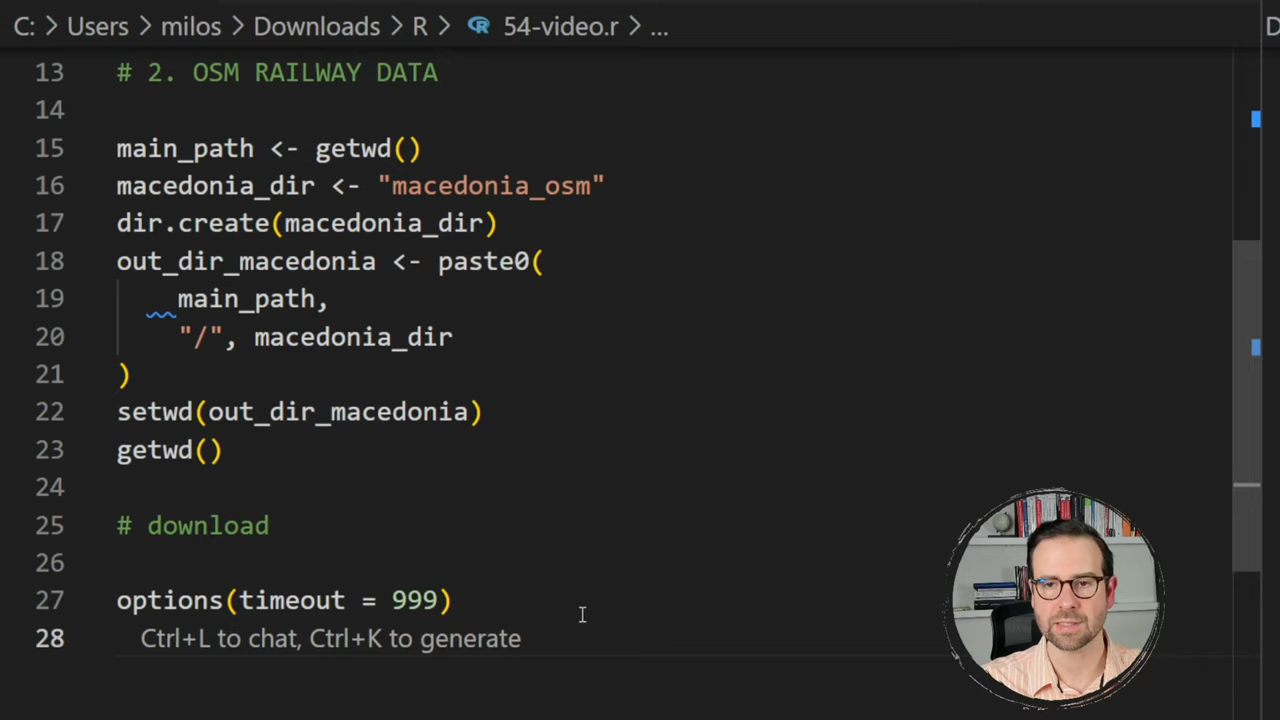 C: > Users > milos > Downloads > R > 54-video.r > ...
13 # 2. OSM RAILWAY DATA
14
15 main_path <- getwd()
16 macedonia_dir <- "macedonia_osm"
17 dir.create(macedonia_dir)
18 out_dir_macedonia <- paste0(
19     main_path,
20     "/", macedonia_dir
21 )
22 setwd(out_dir_macedonia)
23 getwd()
24
25 # download
26
27 options(timeout = 999)
28 Ctrl+L to chat, Ctrl+K to generate